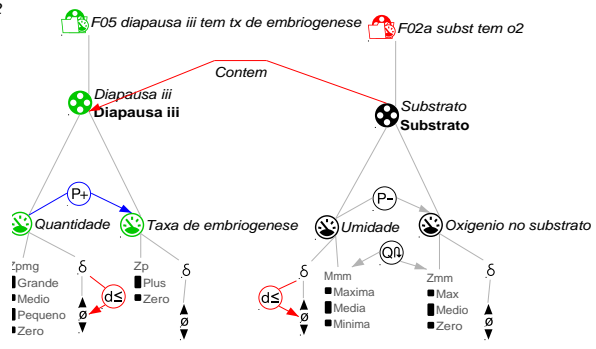 F05 diapausa iii tem tx de embriogenese
F02a subst tem o2
Contem
Diapausa iii
Diapausa iii
Substrato
Substrato
P+
P-
Quantidade
Taxa de embriogenese
Umidade
Oxigenio no substrato
Zpmg
Grande
Medio
Pequeno
Zero
δ
d≤
ø
Zp
Plus
Zero
δ
ø
δ
d≤
ø
Mmm
Maxima
Media
Minima
Zmm
Max
Medio
Zero
δ
ø